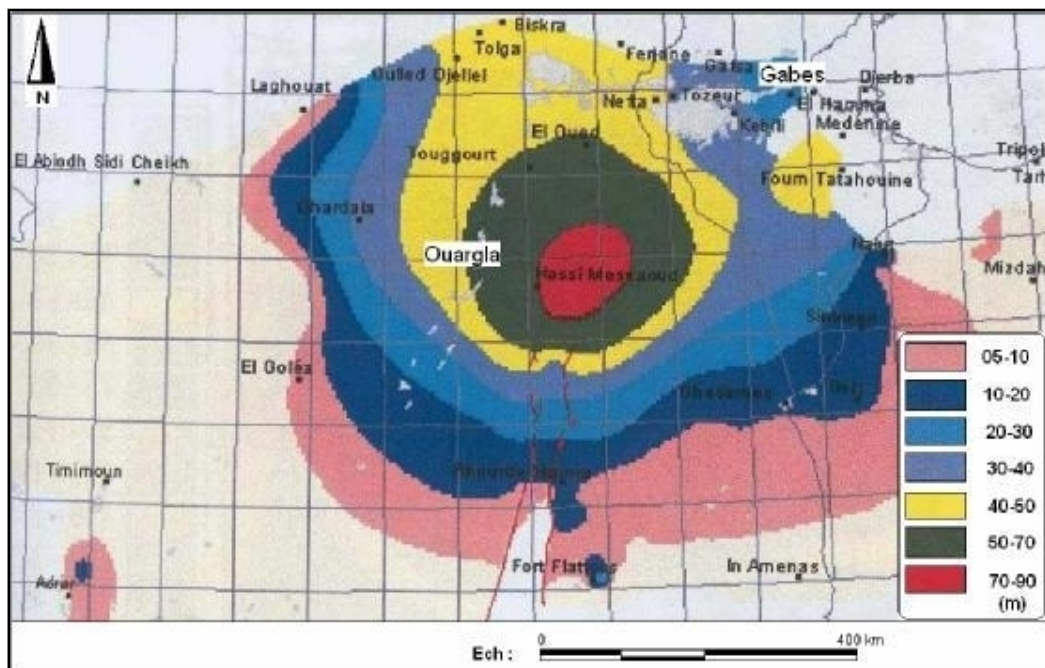 Biskra
Tolga
Feriane
Gafsa
Ouled Djellel
Gabes
Djerba
Laghouat
Nefta
Tozeur
El Hamma
Kebili
Medenine
El Oued
El Abiodh Sidi Cheikh
Touggourt
Tripol
Tarh
Foum Tatahouine
Ghardaia
Ouargla
Nalut
Hassi Messaoud
Mizdah
Sinawen
El Goléa
Ghadames
Derj
Timimoun
Fort Flatters
In Amenas
Adrar
N
05-10
10-20
20-30
30-40
40-50
50-70
70-90
(m)
0
400 km
Ech :